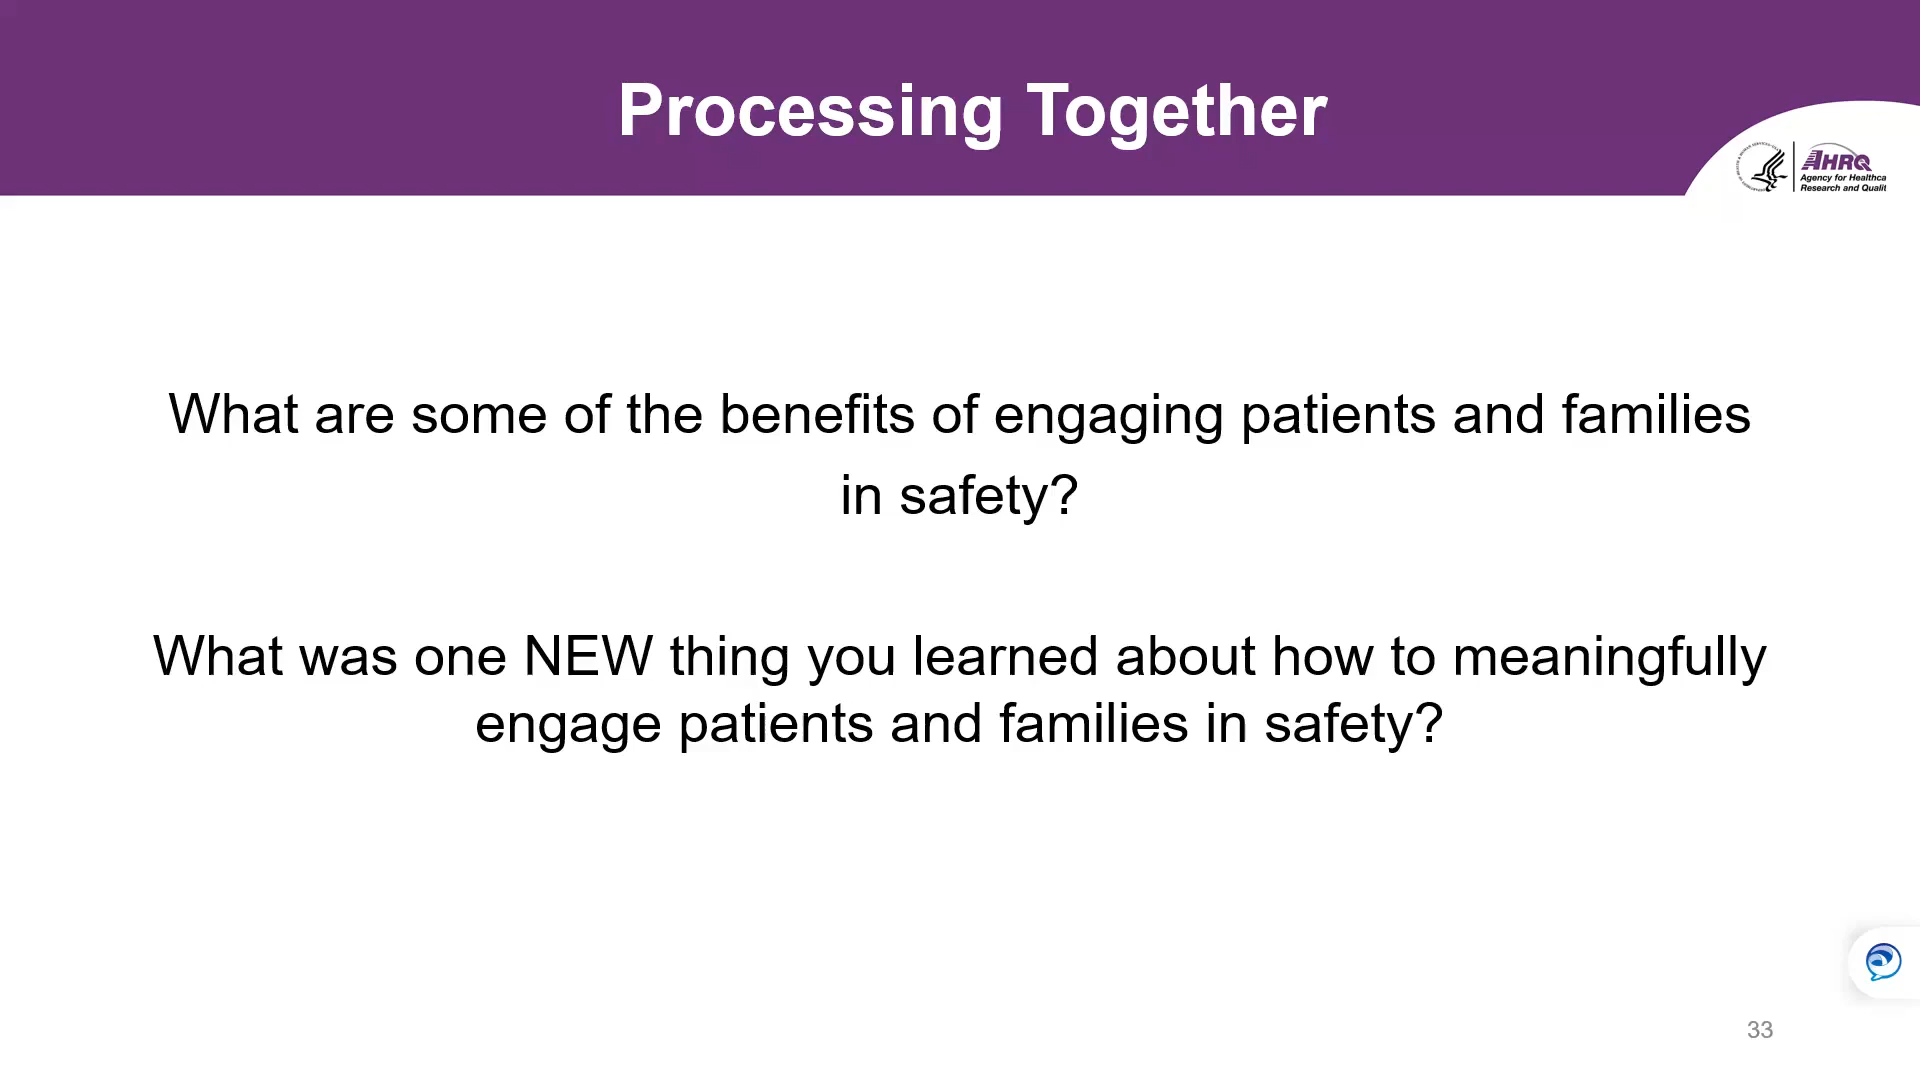 Processing Together
AHRQ
Agency for Healthca
Research and Qualit
What are some of the benefits of engaging patients and families
in safety?
What was one NEW thing you learned about how to meaningfully
engage patients and families in safety?
33